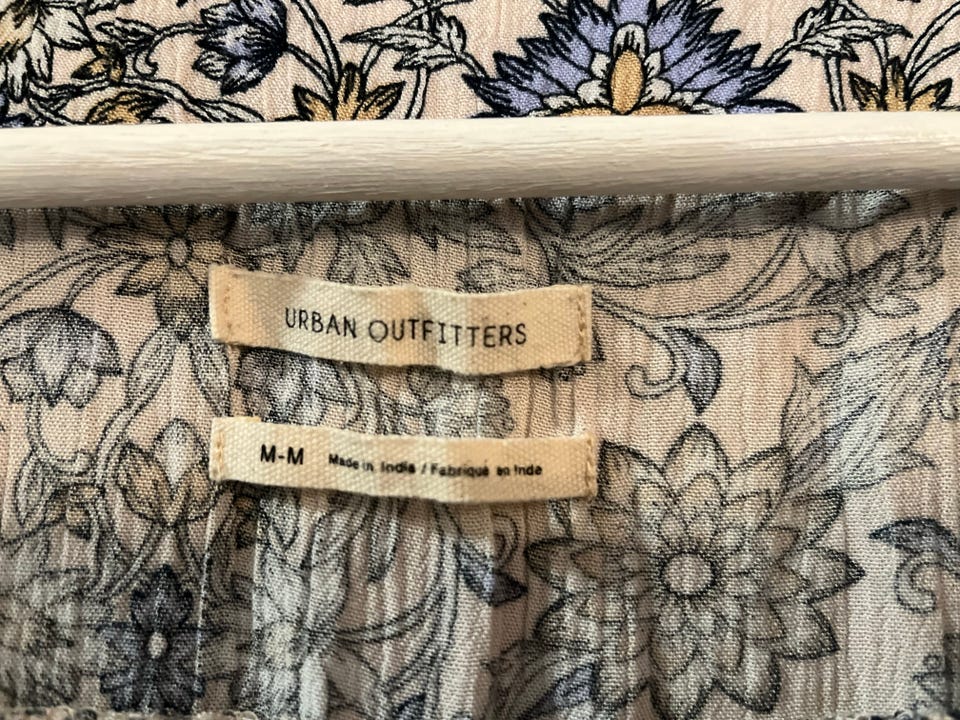 URBAN OUTFITTERS
M-M Made in India / Fabriqué en Inde